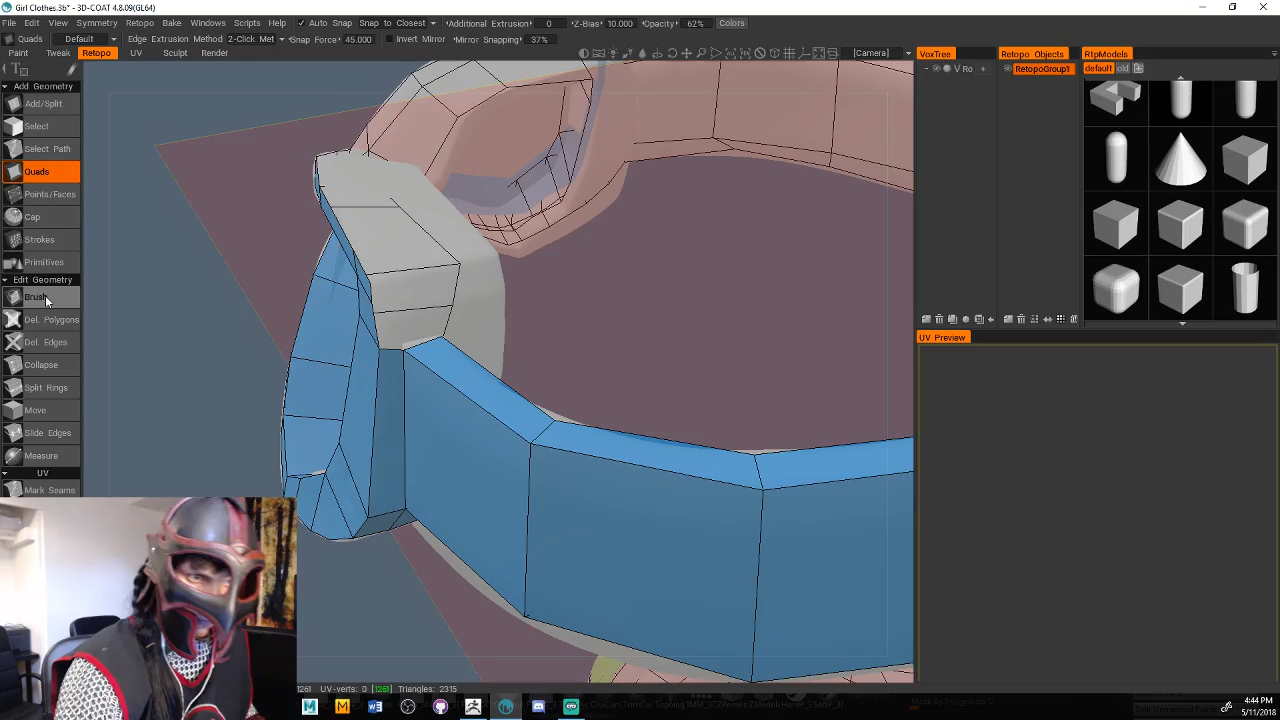 Girl Clothes.3b* - 3D-COAT 4.8.09(GL64)
File Edit View Symmetry Retopo Bake Windows Scripts Help Auto Snap Snap to Closest Additional Extrusion 0 Z-Bias 10.000 Opacity 62% Colors
Quads Default Edge Extrusion Method 2-Click Met Snap Force 45.000 Invert Mirror Mirror Snapping 37%
Paint Tweak Retopo UV Sculpt Render [Camera] VoxTree Retopo Objects RtpModels
V Ro + RetopoGroup1 default old
Add Geometry
Add/Split
Select
Select Path
Quads
Points/Faces
Cap
Strokes
Primitives
Edit Geometry
Brush
Del. Polygons
Del. Edges
Collapse
Split Rings
Move
Slide Edges
Measure
UV
Mark Seams
UV Preview
1261 UV-verts: 0 [1261] Triangles: 2315
4:44 PM
5/11/2018